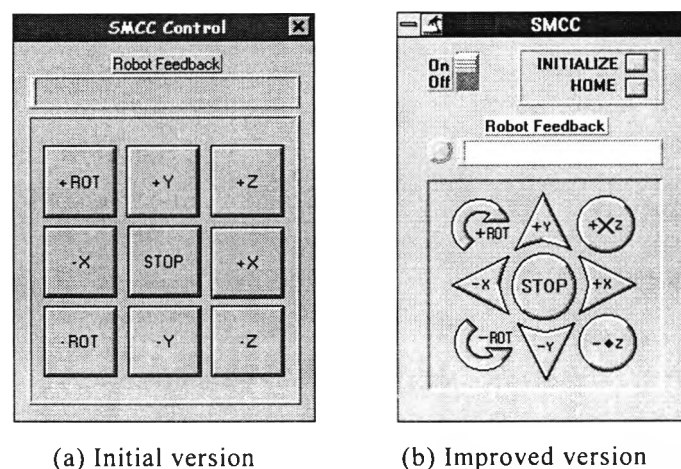 SMCC Control
Robot Feedback
+ROT +Y +Z
-X STOP +X
-ROT -Y -Z
(a) Initial version
SMCC
On
Off
INITIALIZE
HOME
Robot Feedback
+ROT +Y +Z
-X STOP +X
-ROT -Y -Z
(b) Improved version